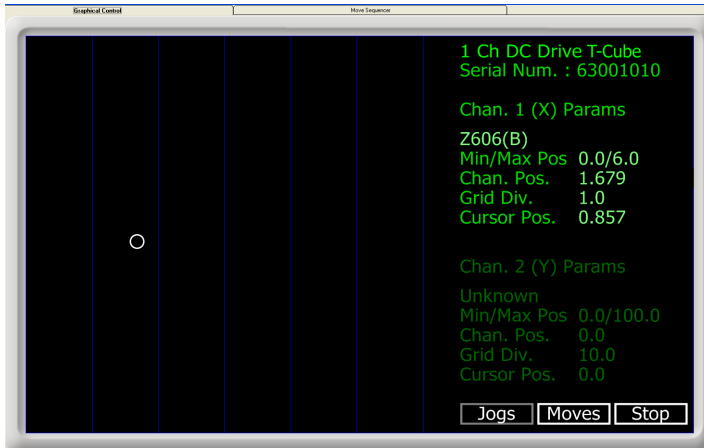 Graphical Control
Move Sequencer
1 Ch DC Drive T-Cube
Serial Num. : 63001010
Chan. 1 (X) Params
Z606(B)
Min/Max Pos 0.0/6.0
Chan. Pos. 1.679
Grid Div. 1.0
Cursor Pos. 0.857
Chan. 2 (Y) Params
Unknown
Min/Max Pos 0.0/100.0
Chan. Pos. 0.0
Grid Div. 10.0
Cursor Pos. 0.0
Jogs Moves Stop